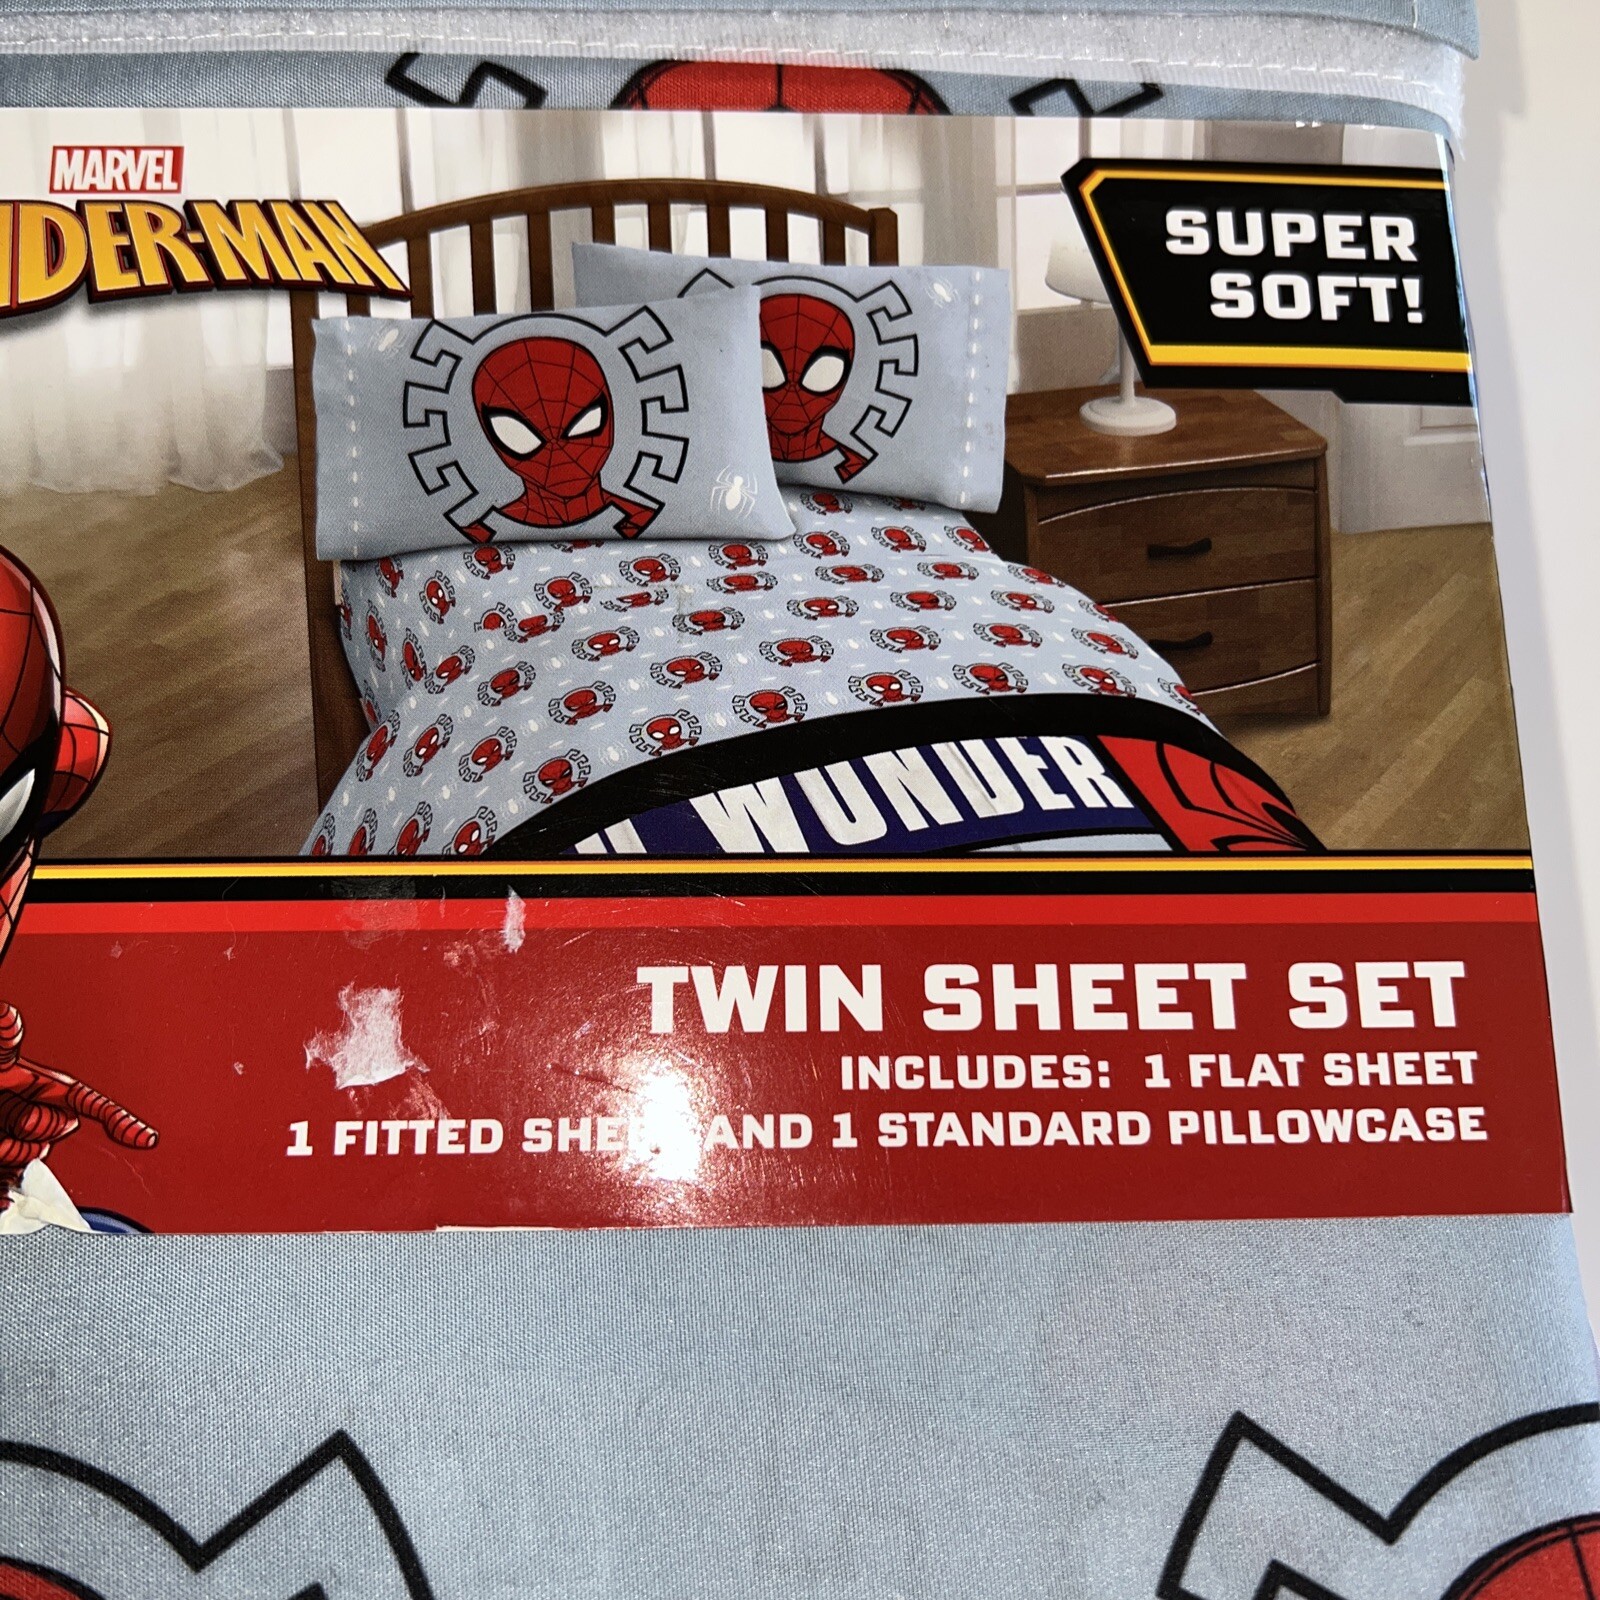 MARVEL
DER-MAN
SUPER
SOFT!
WONDER
TWIN SHEET SET
INCLUDES: 1 FLAT SHEET
1 FITTED SHE AND 1 STANDARD PILLOWCASE